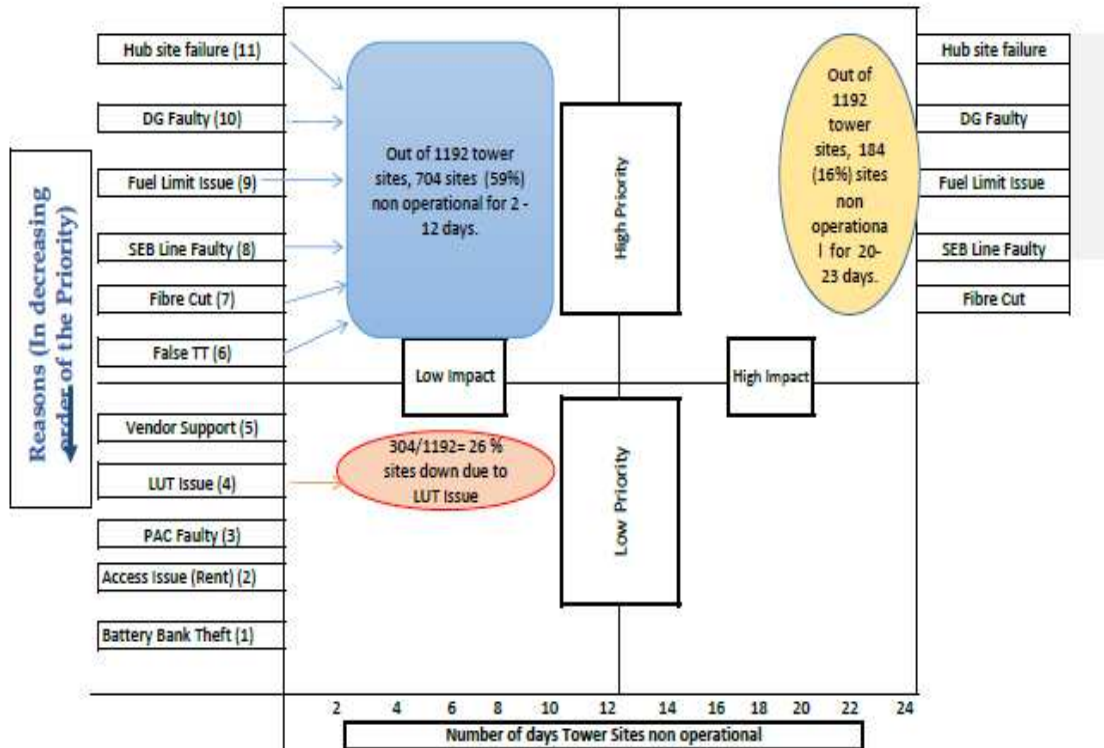 Reasons (In decreasing
order of the Priority)
Hub site failure (11)
DG Faulty (10)
Fuel Limit Issue (9)
SEB Line Faulty (8)
Fibre Cut (7)
False TT (6)
Vendor Support (5)
LUT Issue (4)
PAC Faulty (3)
Access Issue (Rent) (2)
Battery Bank Theft (1)
Out of 1192 tower
sites, 704 sites (59%)
non operational for 2 -
12 days.
High Priority
Out of
1192
tower
sites, 184
(16%) sites
non
operationa
l for 20-
23 days.
Hub site failure
DG Faulty
Fuel Limit Issue
SEB Line Faulty
Fibre Cut
Low Impact
High Impact
304/1192= 26 %
sites down due to
LUT Issue
Low Priority
2 4 6 8 10 12 14 16 18 20 22 24
Number of days Tower Sites non operational